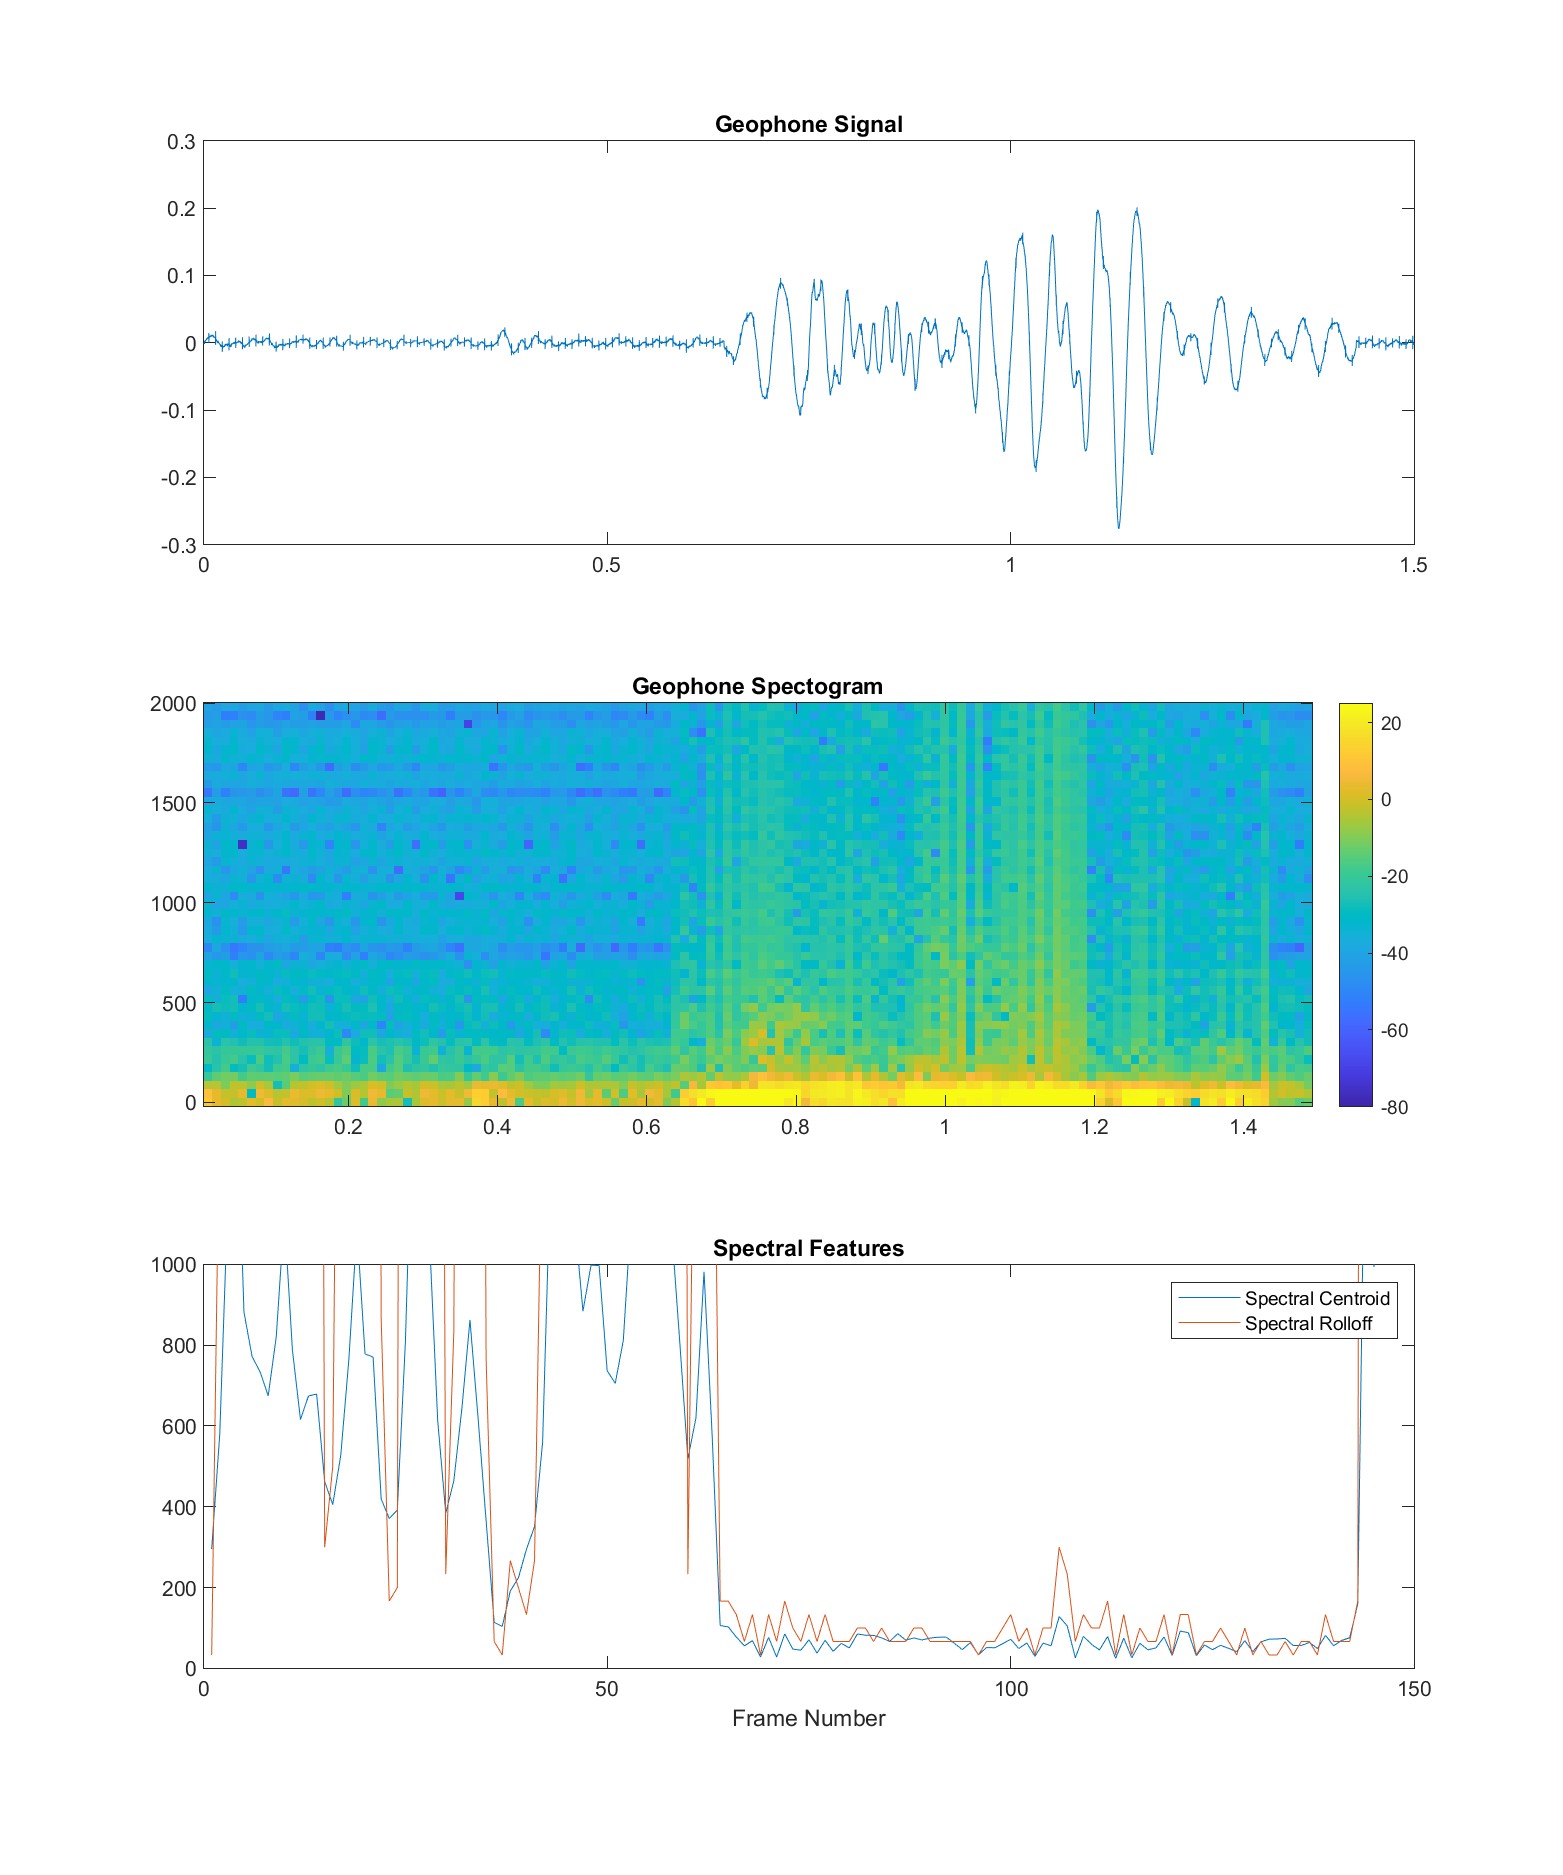 Geophone Signal
0.3
0.2
0.1
0
-0.1
-0.2
-0.3
0 0.5 1 1.5
Geophone Spectogram
2000
1500
1000
500
0
20
0
-20
-40
-60
-80
0.2 0.4 0.6 0.8 1 1.2 1.4
Spectral Features
1000
800
600
400
200
0
Spectral Centroid
Spectral Rolloff
0 50 100 150
Frame Number